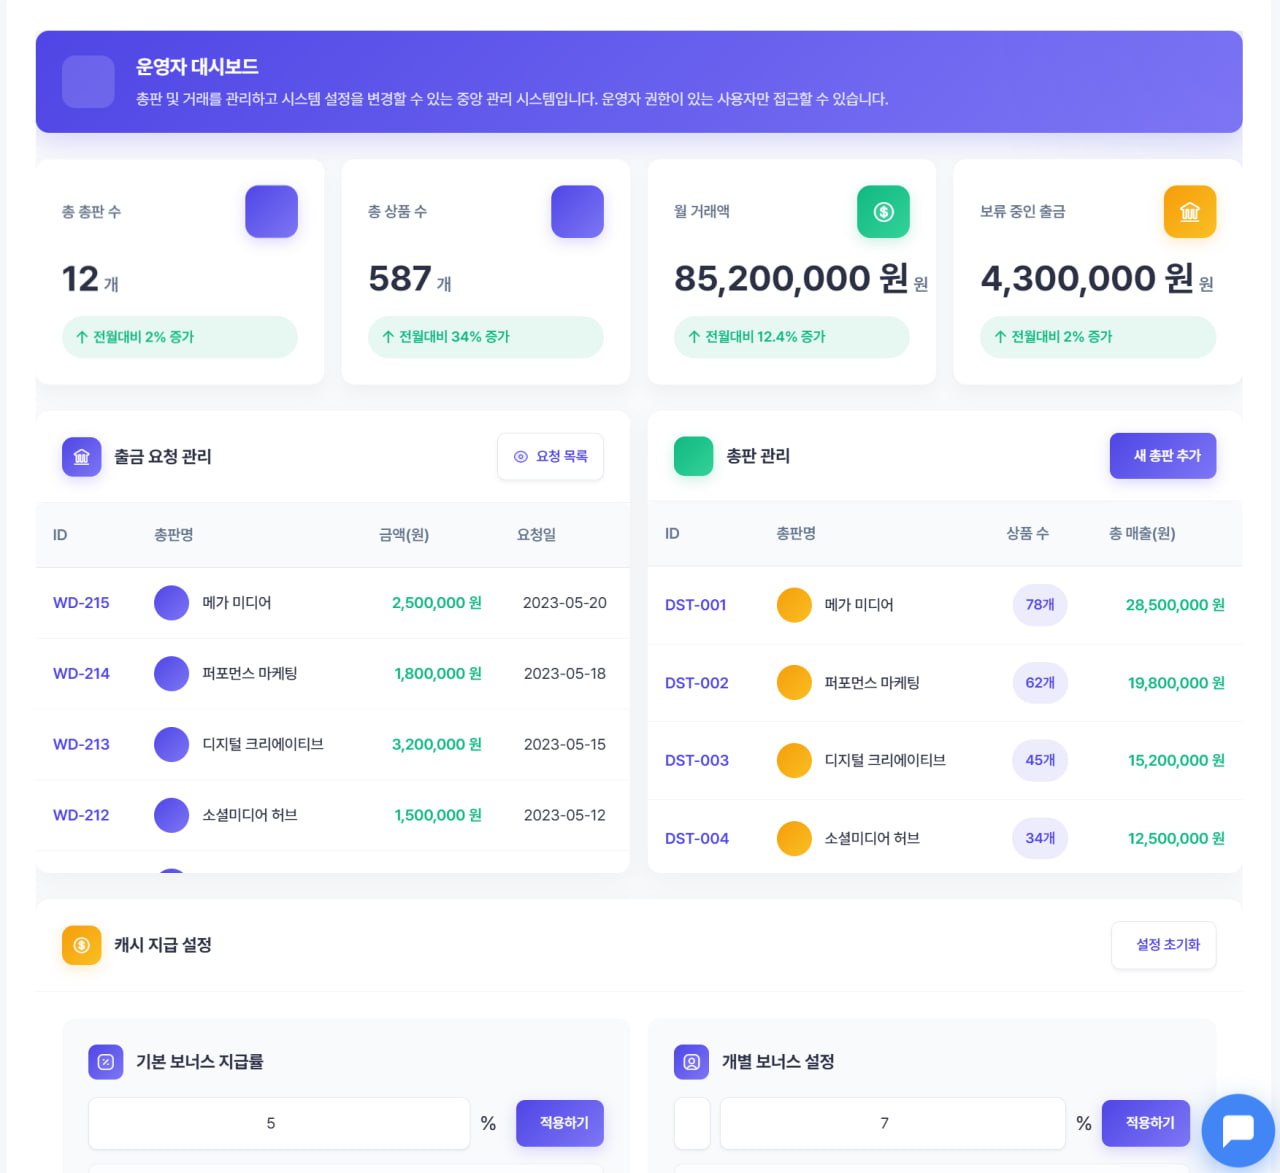 운영자 대시보드
총판 및 거래를 관리하고 시스템 설정을 변경할 수 있는 중앙 관리 시스템입니다. 운영자 권한이 있는 사용자만 접근할 수 있습니다.
총 총판 수
12 개
↑ 전월대비 2% 증가
총 상품 수
587 개
↑ 전월대비 34% 증가
월 거래액
85,200,000 원 원
↑ 전월대비 12.4% 증가
보류 중인 출금
4,300,000 원 원
↑ 전월대비 2% 증가
출금 요청 관리
요청 목록
ID 총판명 금액(원) 요청일
WD-215 메가 미디어 2,500,000 원 2023-05-20
WD-214 퍼포먼스 마케팅 1,800,000 원 2023-05-18
WD-213 디지털 크리에이티브 3,200,000 원 2023-05-15
WD-212 소셜미디어 허브 1,500,000 원 2023-05-12
총판 관리
새 총판 추가
ID 총판명 상품 수 총 매출(원)
DST-001 메가 미디어 78개 28,500,000 원
DST-002 퍼포먼스 마케팅 62개 19,800,000 원
DST-003 디지털 크리에이티브 45개 15,200,000 원
DST-004 소셜미디어 허브 34개 12,500,000 원
캐시 지급 설정
설정 초기화
기본 보너스 지급률
5 % 적용하기
개별 보너스 설정
7 % 적용하기